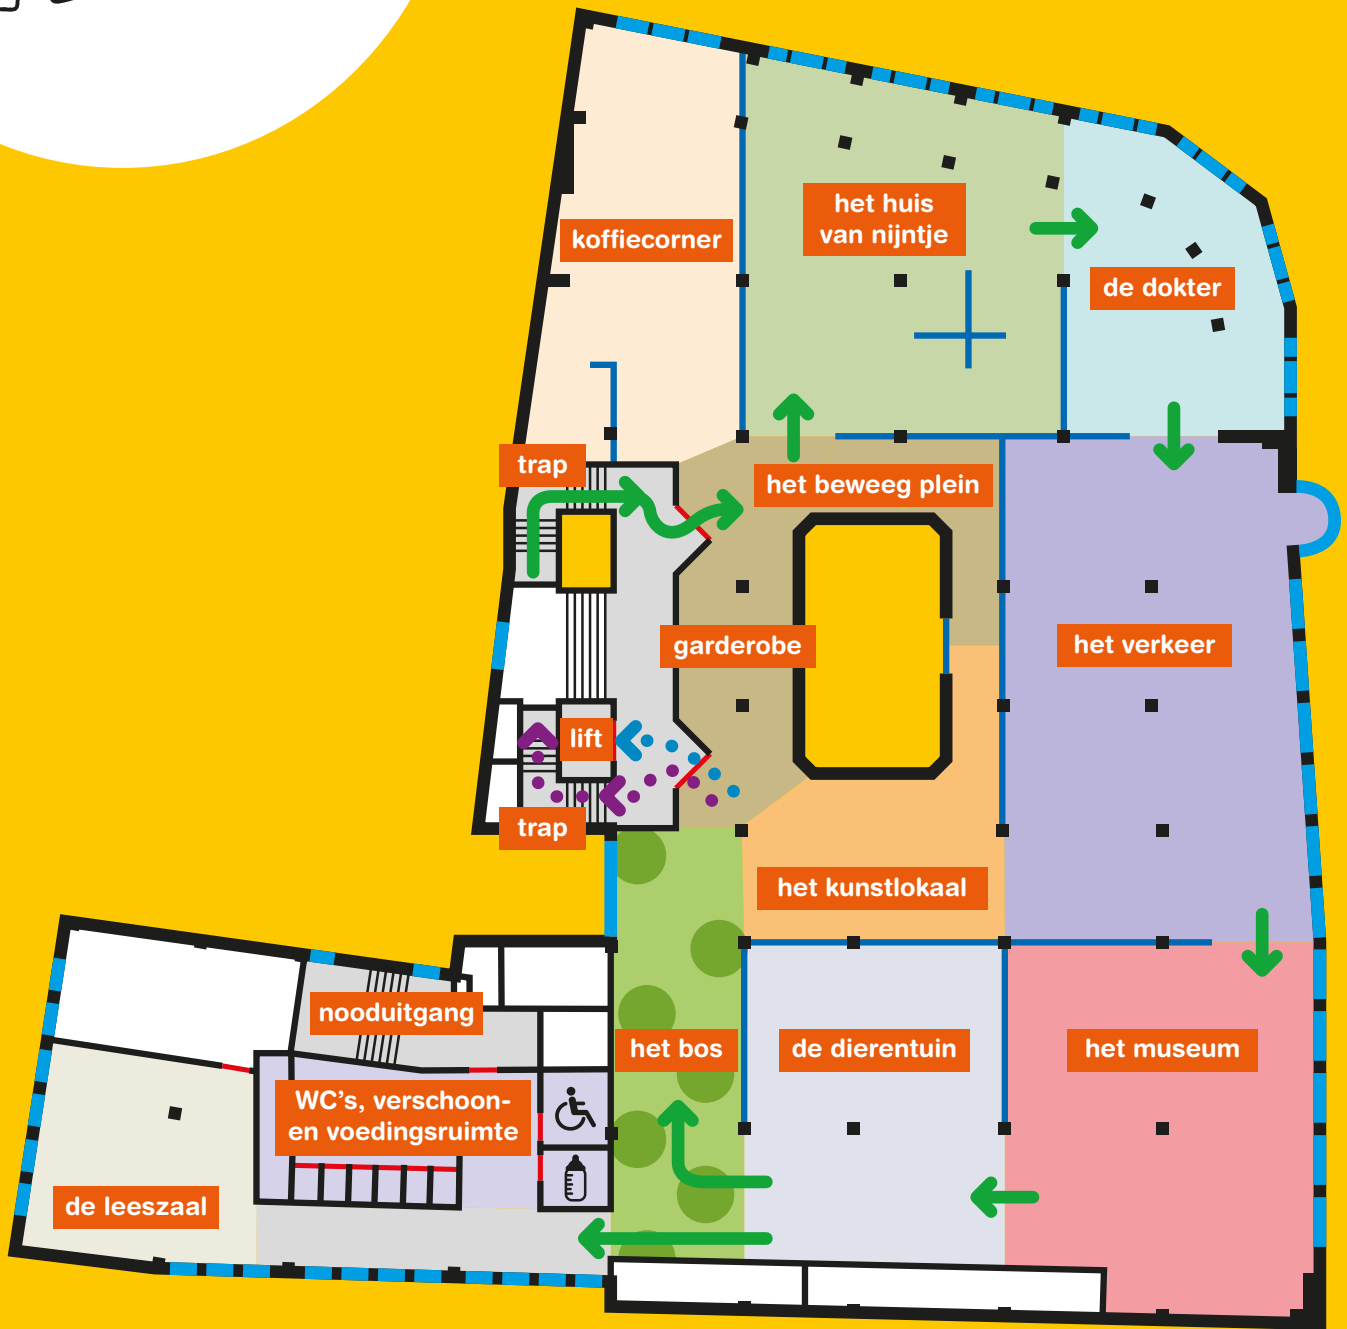 koffiecorner
het huis
van nijntje
de dokter
trap
het beweeg plein
garderobe
het verkeer
lift
trap
het kunstlokaal
nooduitgang
het bos
de dierentuin
het museum
WC's, verschoon-
en voedingsruimte
de leeszaal